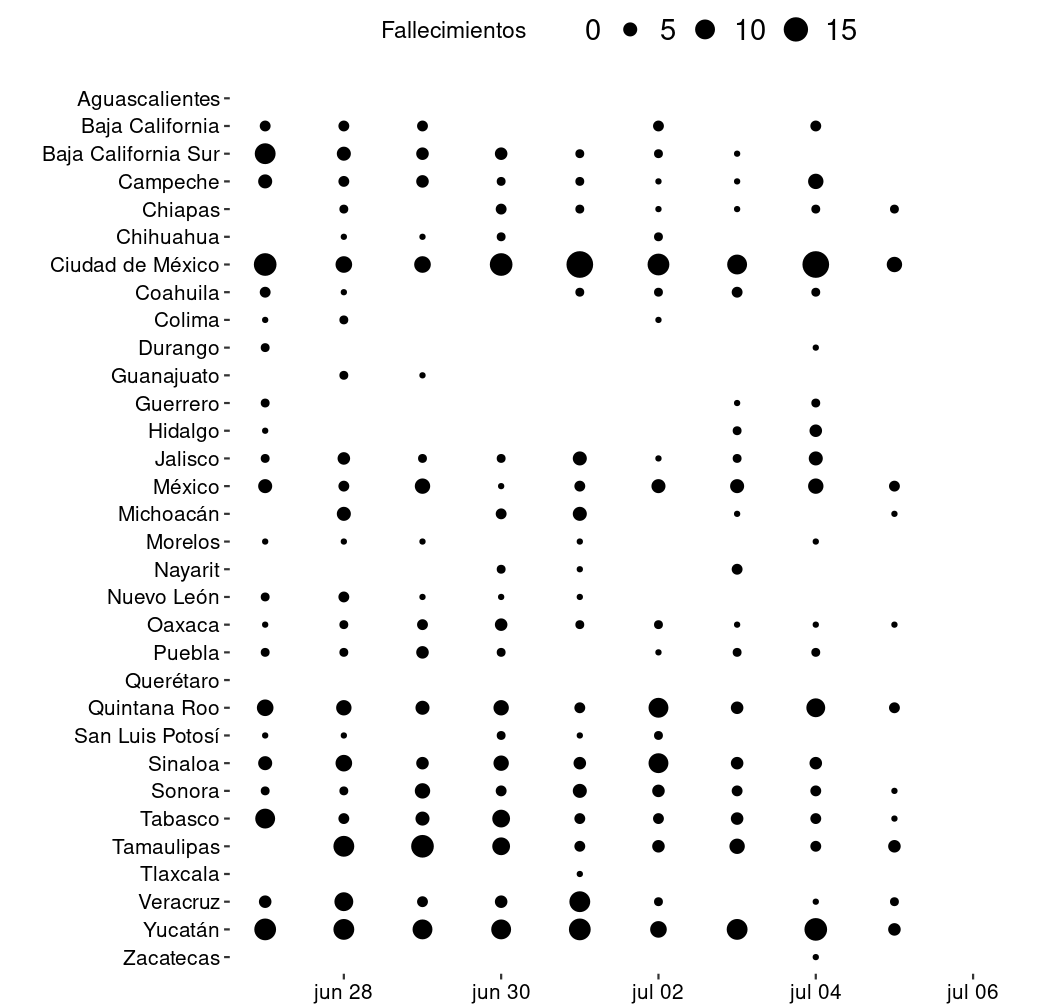 Fallecimientos 0 5 10 15
Aguascalientes
Baja California
Baja California Sur
Campeche
Chiapas
Chihuahua
Ciudad de México
Coahuila
Colima
Durango
Guanajuato
Guerrero
Hidalgo
Jalisco
México
Michoacán
Morelos
Nayarit
Nuevo León
Oaxaca
Puebla
Querétaro
Quintana Roo
San Luis Potosí
Sinaloa
Sonora
Tabasco
Tamaulipas
Tlaxcala
Veracruz
Yucatán
Zacatecas
jun 28 jun 30 jul 02 jul 04 jul 06